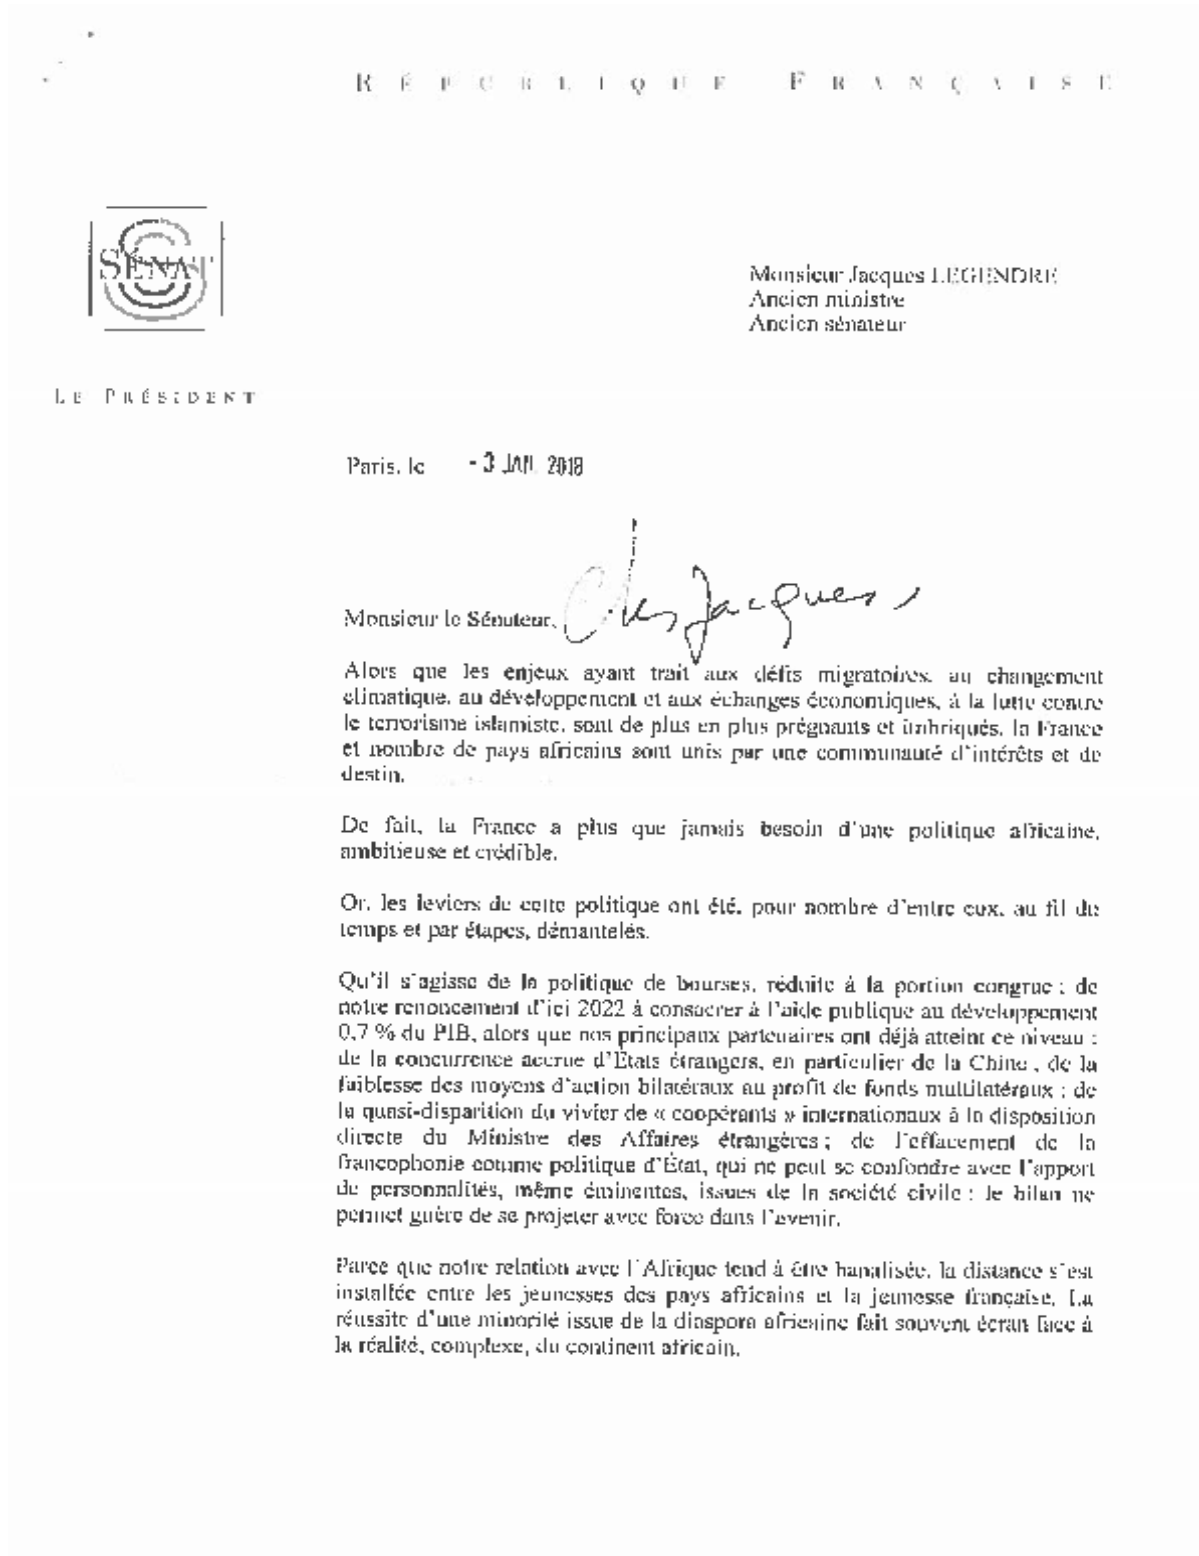 RÉPUBLIQUE FRANÇAISE
SÉNAT
Monsieur Jacques LEGENDRE
Ancien ministre
Ancien sénateur
LE PRÉSIDENT
Paris, le - 3 JAN. 2018
Monsieur le Sénateur, Cher Jacques,
Alors que les enjeux ayant trait aux défis migratoires, au changement
climatique, au développement et aux échanges économiques, à la lutte contre
le terrorisme islamiste, sont de plus en plus prégnants et imbriqués, la France
et nombre de pays africains sont unis par une communauté d'intérêts et de
destin.
De fait, la France a plus que jamais besoin d'une politique africaine,
ambitieuse et crédible.
Or, les leviers de cette politique ont été, pour nombre d'entre eux, au fil du
temps et par étapes, démantelés.
Qu'il s'agisse de la politique de bourses, réduite à la portion congrue ; de
notre renoncement d'ici 2022 à consacrer à l'aide publique au développement
0,7 % du PIB, alors que nos principaux partenaires ont déjà atteint ce niveau ;
de la concurrence accrue d'États étrangers, en particulier de la Chine ; de la
faiblesse des moyens d'action bilatéraux au profit de fonds multilatéraux ; de
la quasi-disparition du vivier de « coopérants » internationaux à la disposition
directe du Ministre des Affaires étrangères ; de l'effacement de la
francophonie comme politique d'État, qui ne peut se confondre avec l'apport
de personnalités, même éminentes, issues de la société civile : le bilan ne
permet guère de se projeter avec force dans l'avenir.
Parce que notre relation avec l'Afrique tend à être banalisée, la distance s'est
installée entre les jeunesses des pays africains et la jeunesse française. La
réussite d'une minorité issue de la diaspora africaine fait souvent écran face à
la réalité, complexe, du continent africain.